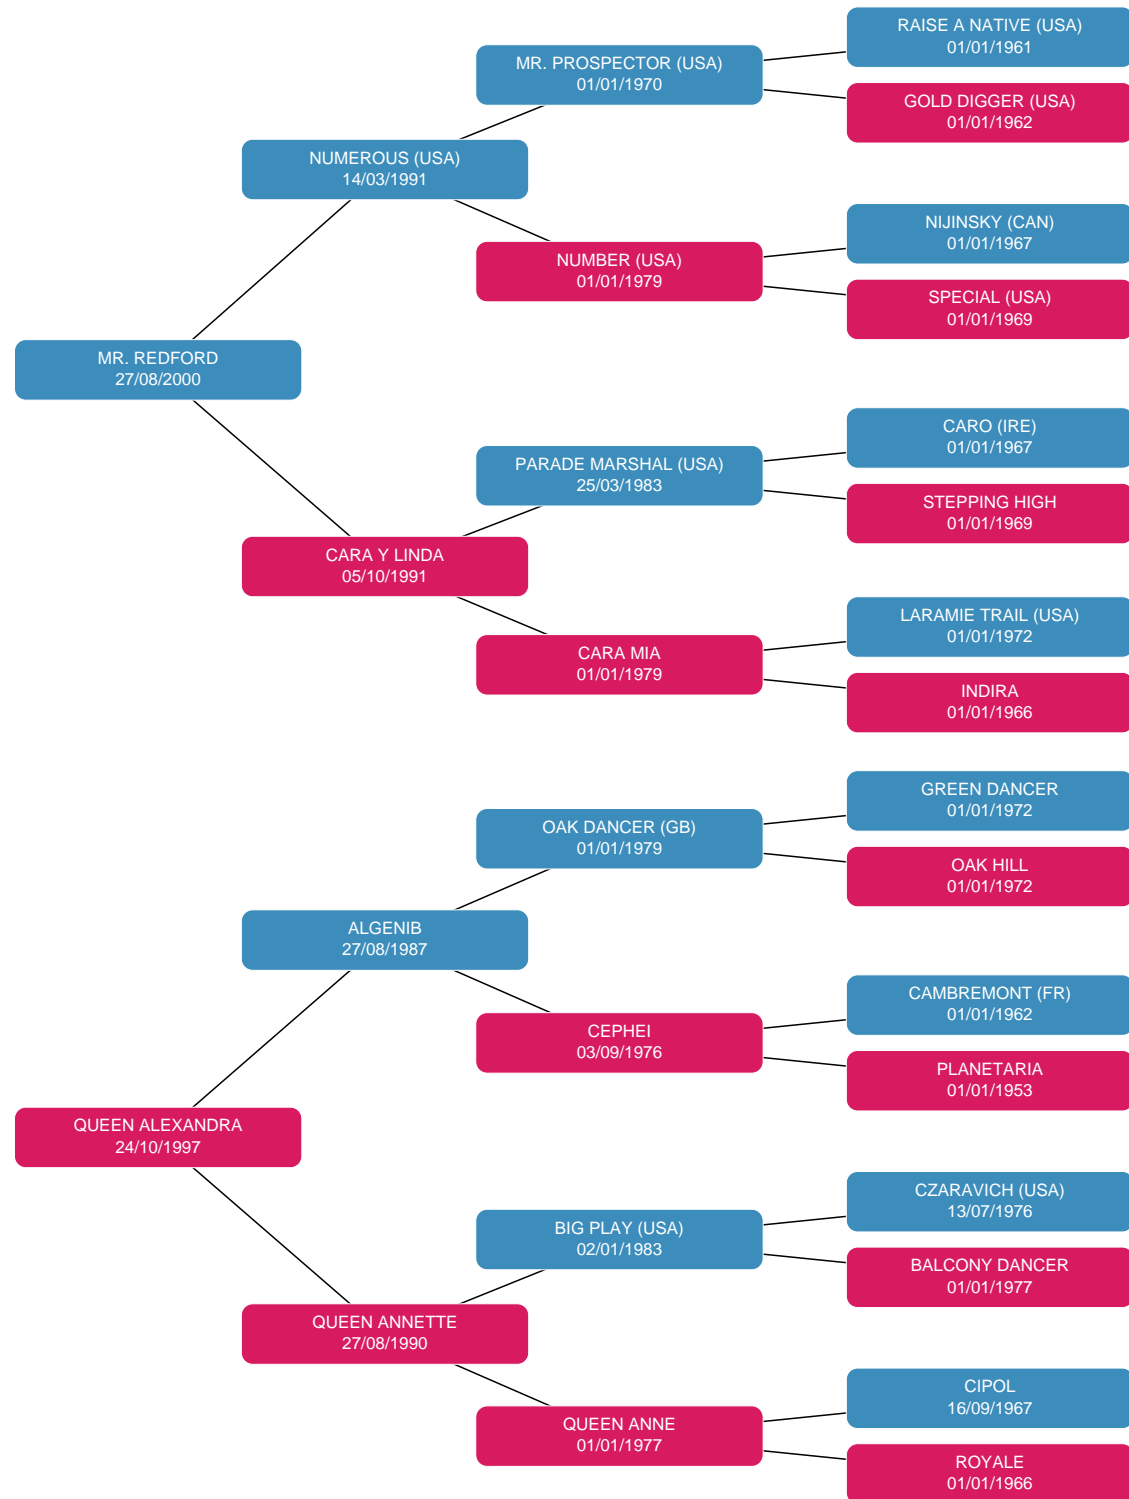 RAISE A NATIVE (USA)
01/01/1961
MR. PROSPECTOR (USA)
01/01/1970
GOLD DIGGER (USA)
01/01/1962
NUMEROUS (USA)
14/03/1991
NIJINSKY (CAN)
01/01/1967
NUMBER (USA)
01/01/1979
SPECIAL (USA)
01/01/1969
MR. REDFORD
27/08/2000
CARO (IRE)
01/01/1967
PARADE MARSHAL (USA)
25/03/1983
STEPPING HIGH
01/01/1969
CARA Y LINDA
05/10/1991
LARAMIE TRAIL (USA)
01/01/1972
CARA MIA
01/01/1979
INDIRA
01/01/1966
GREEN DANCER
01/01/1972
OAK DANCER (GB)
01/01/1979
OAK HILL
01/01/1972
ALGENIB
27/08/1987
CAMBREMONT (FR)
01/01/1962
CEPHEI
03/09/1976
PLANETARIA
01/01/1953
QUEEN ALEXANDRA
24/10/1997
CZARAVICH (USA)
13/07/1976
BIG PLAY (USA)
02/01/1983
BALCONY DANCER
01/01/1977
QUEEN ANNETTE
27/08/1990
CIPOL
16/09/1967
QUEEN ANNE
01/01/1977
ROYALE
01/01/1966